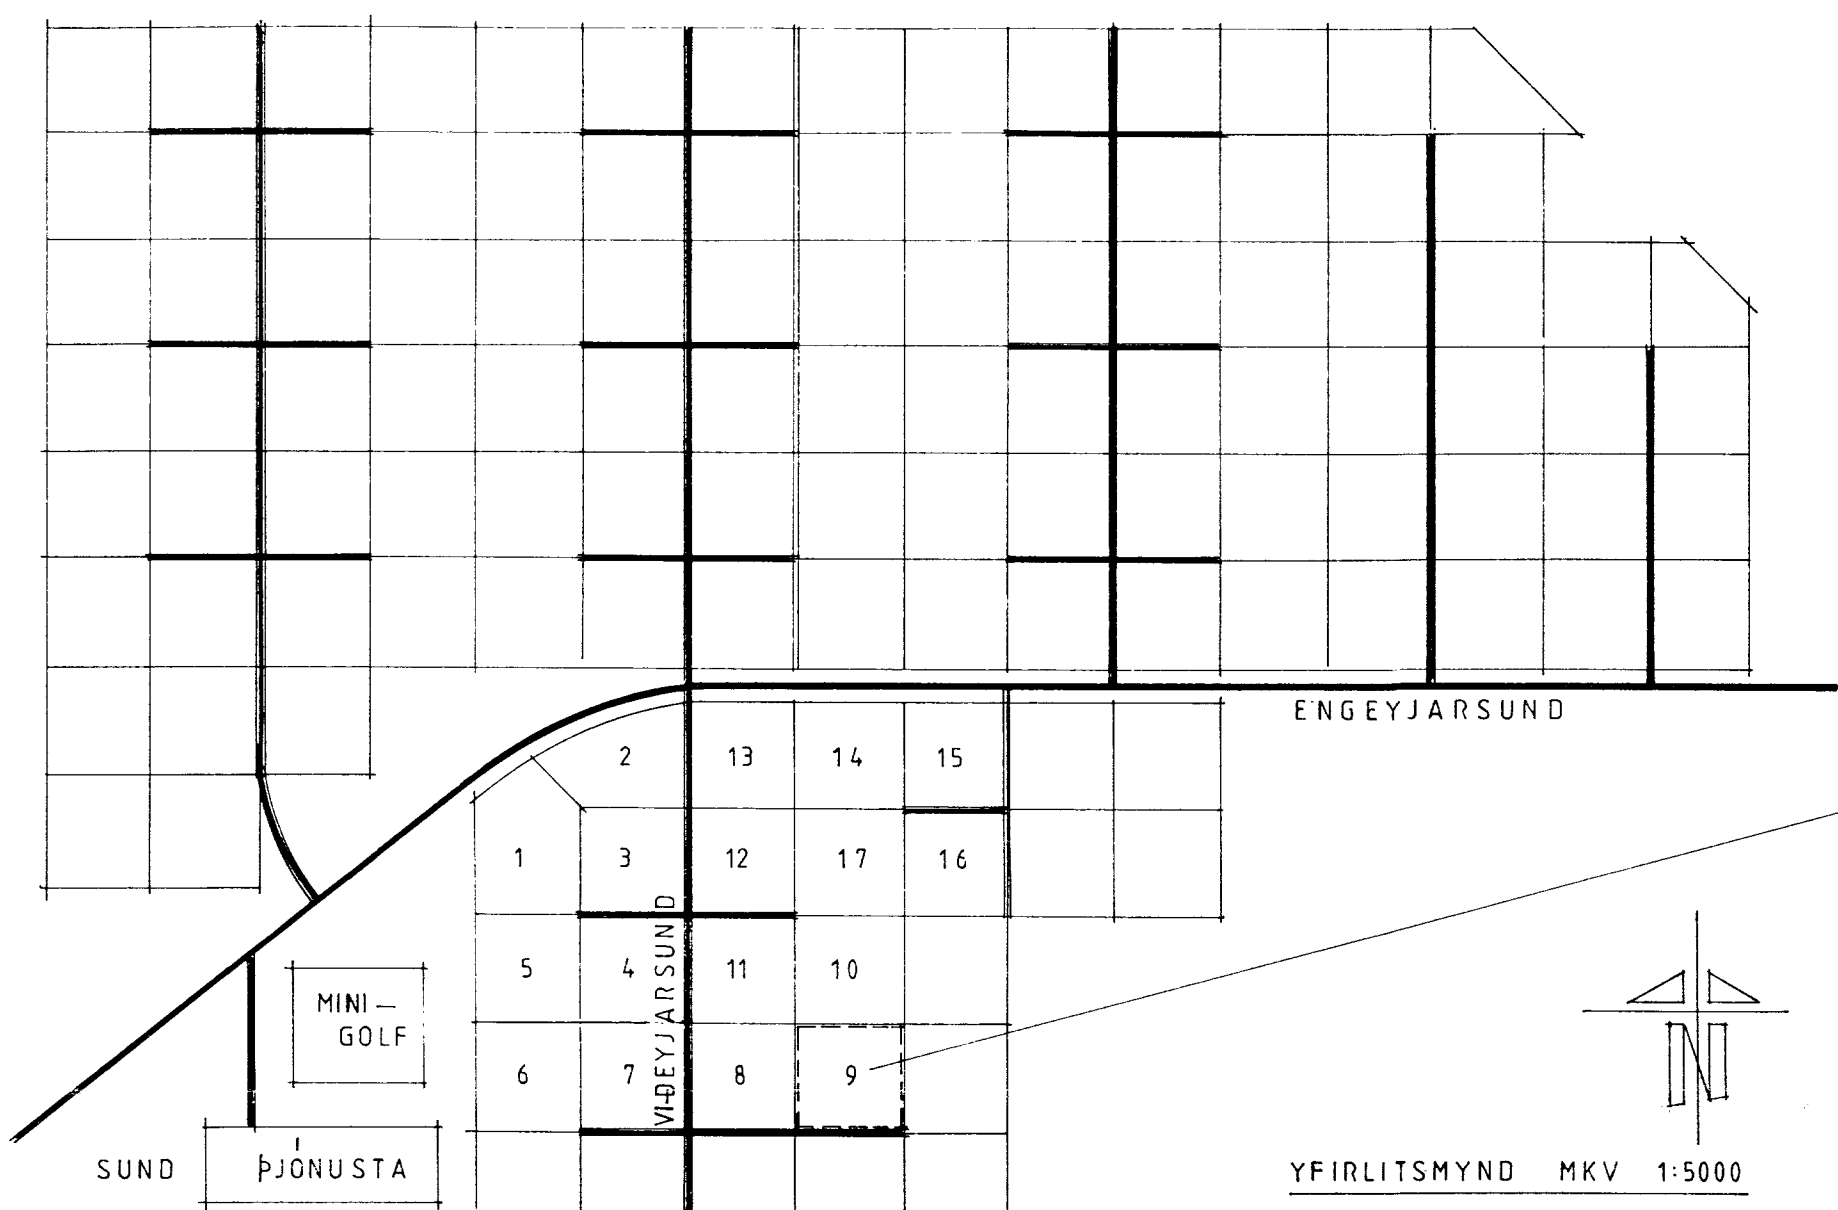 ENGEYJARSUND
2 13 14 15
1 3 12 17 16
VIÐEYJARSUND
5 4 11 10
6 7 8 9
MINI-
GOLF
SUND ÞJÓNUSTA
N
YFIRLITSMYND MKV 1:5000